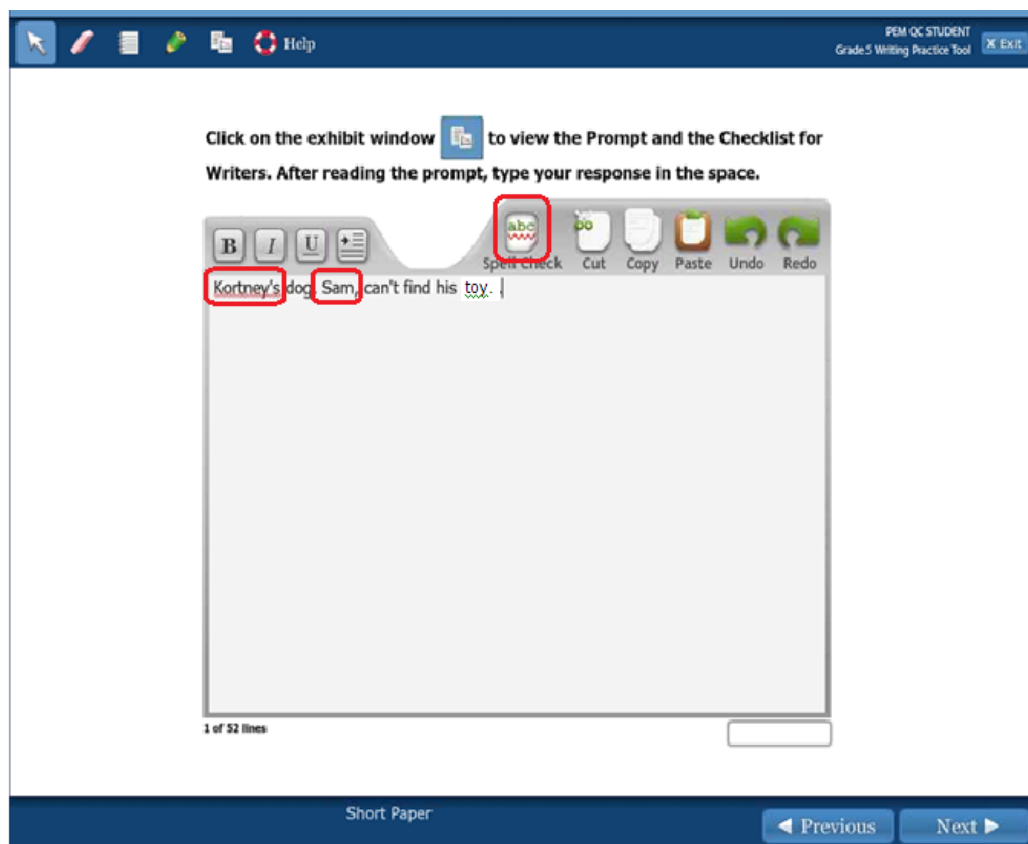 Help
PEM QC STUDENT
Grade 5 Writing Practice Tool
X Exit
Click on the exhibit window to view the Prompt and the Checklist for
Writers. After reading the prompt, type your response in the space.
B I U
abc
Spell Check Cut Copy Paste Undo Redo
Kortney's dog, Sam, can't find his toy. .
1 of 52 lines
Short Paper
Previous Next